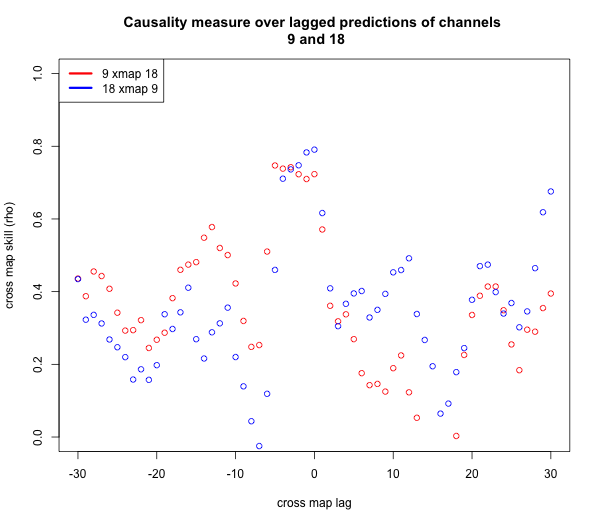 Causality measure over lagged predictions of channels
9 and 18
9 xmap 18
18 xmap 9
cross map skill (rho)
1.0
0.8
0.6
0.4
0.2
0.0
-30 -20 -10 0 10 20 30
cross map lag